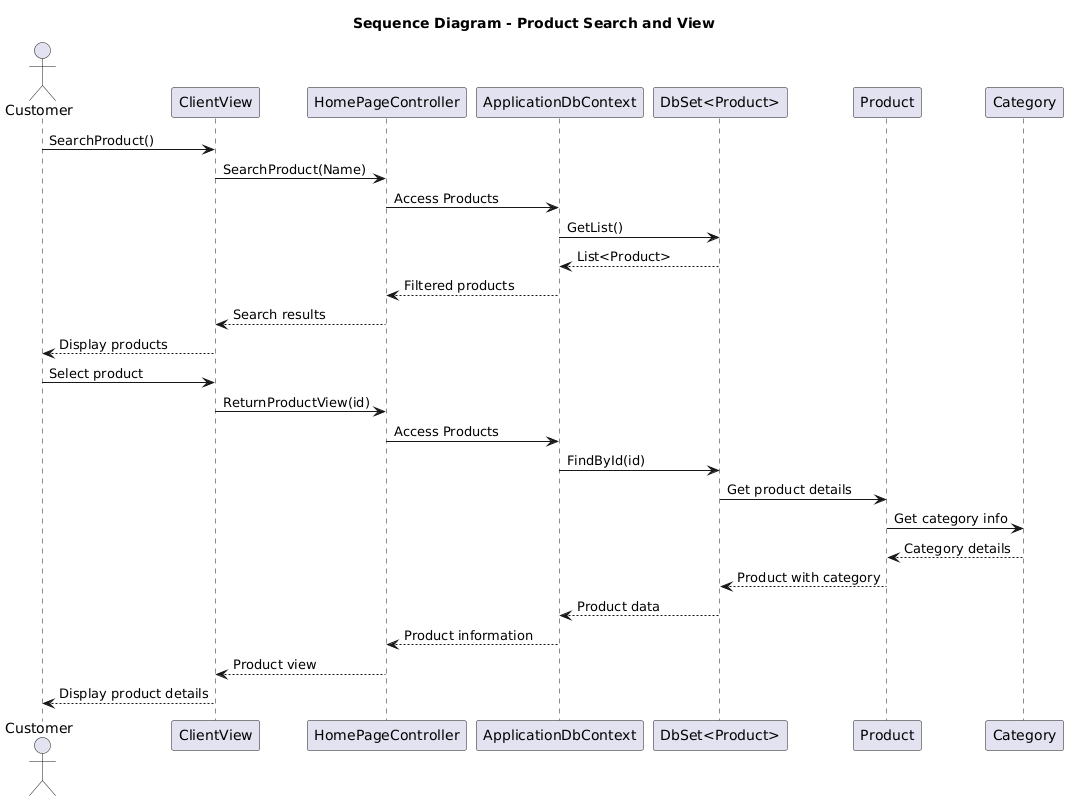 Sequence Diagram - Product Search and View
Customer
ClientView
HomePageController
ApplicationDbContext
DbSet<Product>
Product
Category
SearchProduct()
SearchProduct(Name)
Access Products
GetList()
List<Product>
Filtered products
Search results
Display products
Select product
ReturnProductView(id)
Access Products
FindById(id)
Get product details
Get category info
Category details
Product with category
Product data
Product information
Product view
Display product details
Customer
ClientView
HomePageController
ApplicationDbContext
DbSet<Product>
Product
Category